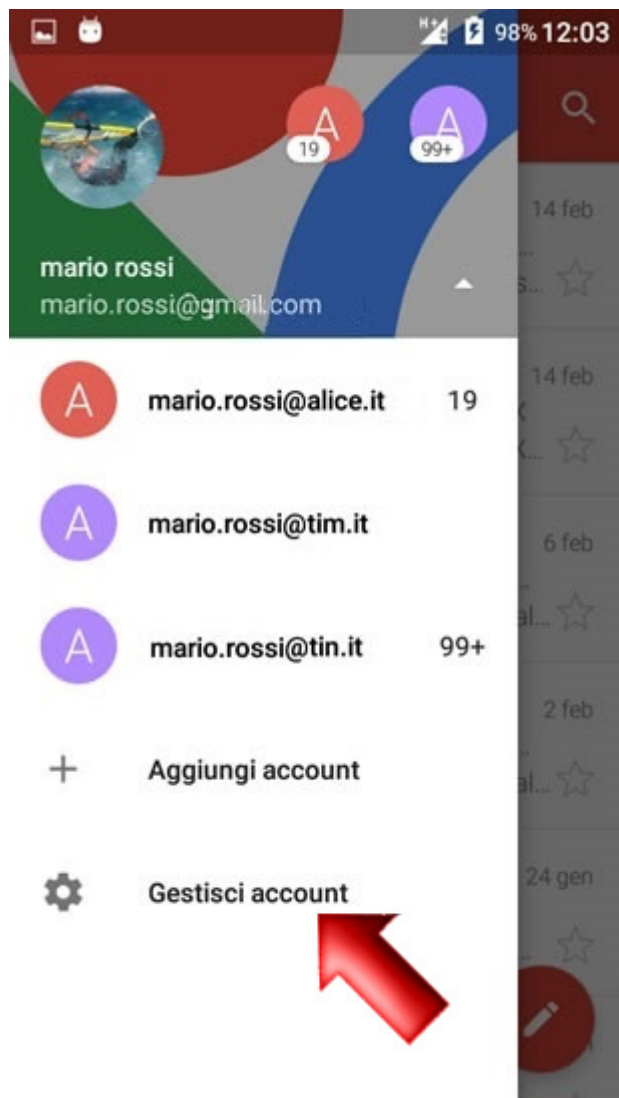 H+ 98% 12:03
A 19 A 99+
mario rossi
mario.rossi@gmail.com
A mario.rossi@alice.it 19
A mario.rossi@tim.it
A mario.rossi@tin.it 99+
Aggiungi account
Gestisci account
14 feb
s...
14 feb
K...
6 feb
al...
2 feb
al...
24 gen